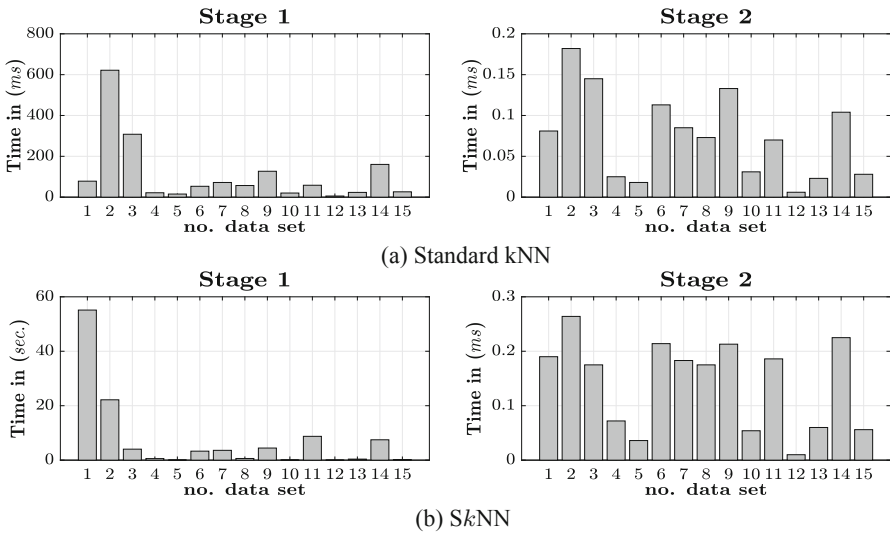 Stage 1
Time in (ms)
800
600
400
200
0
1 2 3 4 5 6 7 8 9 10 11 12 13 14 15
no. data set
Stage 2
Time in (ms)
0.2
0.15
0.1
0.05
0
1 2 3 4 5 6 7 8 9 10 11 12 13 14 15
no. data set
(a) Standard kNN
Stage 1
Time in (sec.)
60
40
20
0
1 2 3 4 5 6 7 8 9 10 11 12 13 14 15
no. data set
Stage 2
Time in (ms)
0.3
0.2
0.1
0
1 2 3 4 5 6 7 8 9 10 11 12 13 14 15
no. data set
(b) SkNN